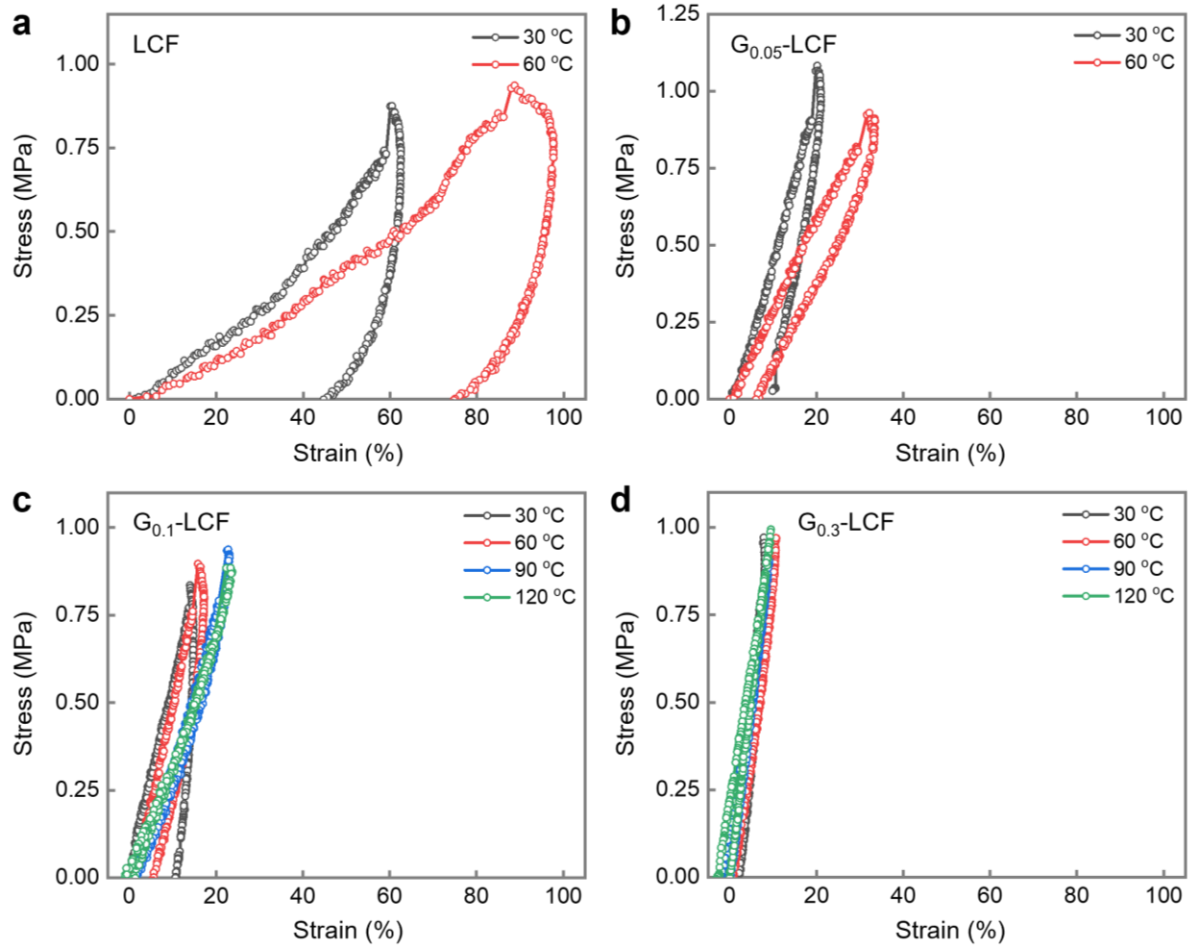 a
LCF
30 °C
60 °C
1.00
0.75
0.50
0.25
0.00
Stress (MPa)
0 20 40 60 80 100
Strain (%)
b
G0.05-LCF
30 °C
60 °C
1.25
1.00
0.75
0.50
0.25
0.00
Stress (MPa)
0 20 40 60 80 100
Strain (%)
c
G0.1-LCF
30 °C
60 °C
90 °C
120 °C
1.00
0.75
0.50
0.25
0.00
Stress (MPa)
0 20 40 60 80 100
Strain (%)
d
G0.3-LCF
30 °C
60 °C
90 °C
120 °C
1.00
0.75
0.50
0.25
0.00
Stress (MPa)
0 20 40 60 80 100
Strain (%)